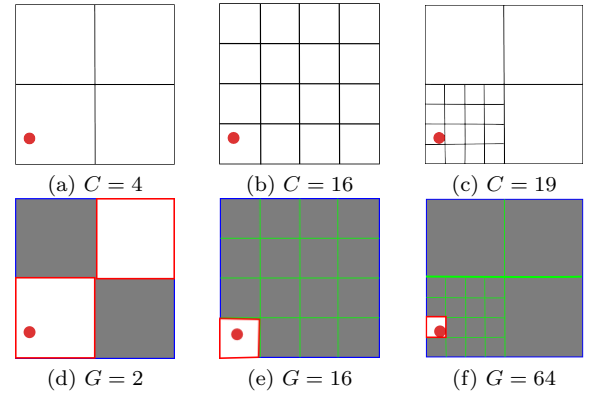 (a) C = 4 (b) C = 16 (c) C = 19
(d) G = 2 (e) G = 16 (f) G = 64